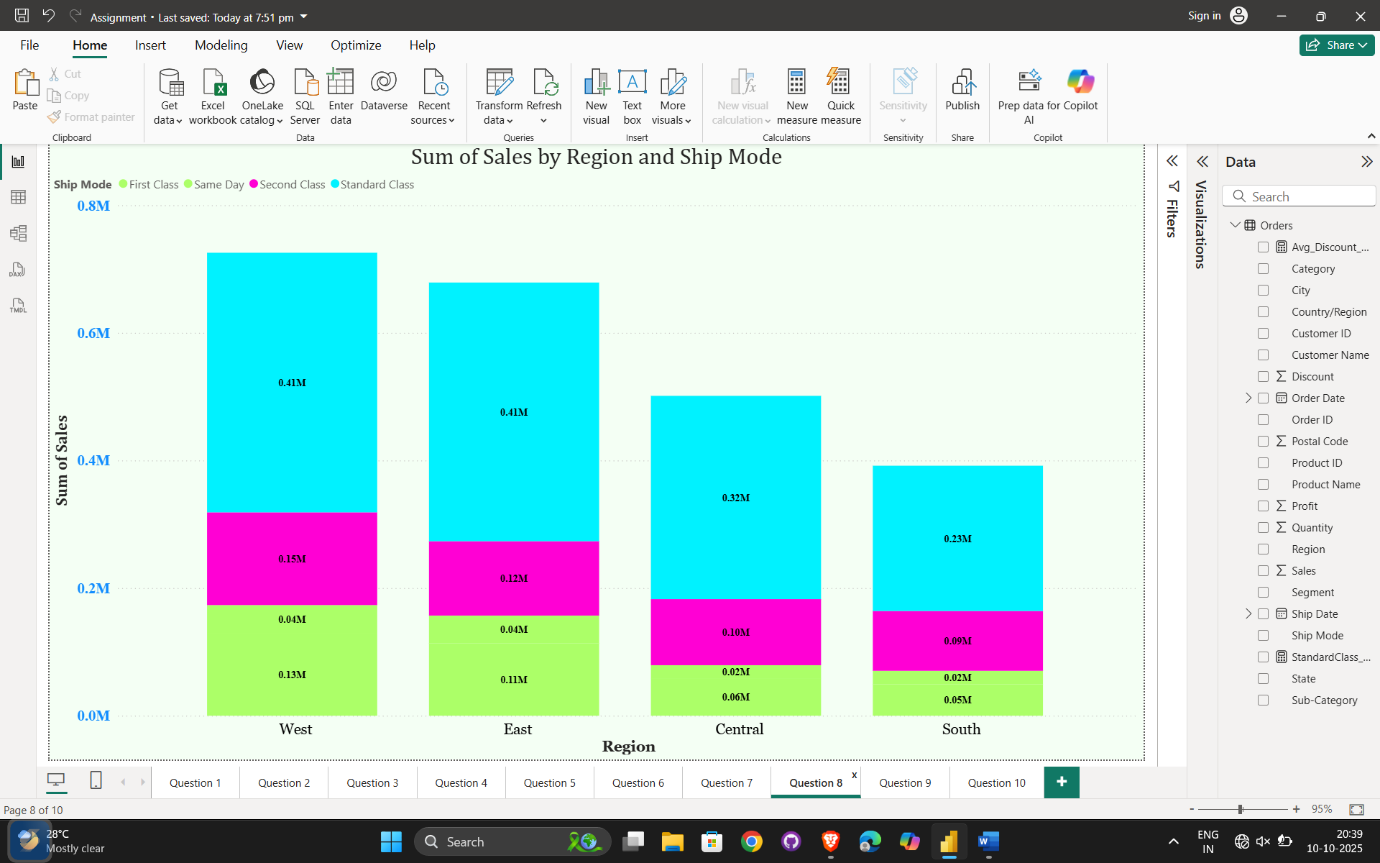 Assignment • Last saved: Today at 7:51 pm
Sign in
File Home Insert Modeling View Optimize Help
Share
Paste
Cut
Copy
Format painter
Clipboard
Get data
Excel workbook
OneLake catalog
SQL Server
Enter data
Dataverse
Recent sources
Data
Transform data
Refresh
Queries
New visual
Text box
More visuals
Insert
New visual calculation
New measure
Quick measure
Calculations
Sensitivity
Sensitivity
Publish
Share
Prep data for AI
Copilot
Copilot
DAX
TMDL
Sum of Sales by Region and Ship Mode
Ship Mode First Class Same Day Second Class Standard Class
0.8M
0.6M
0.4M
0.2M
0.0M
Sum of Sales
0.41M
0.15M
0.04M
0.13M
0.41M
0.12M
0.04M
0.11M
0.32M
0.10M
0.02M
0.06M
0.23M
0.09M
0.02M
0.05M
West East Central South
Region
Filters
Visualizations
Data
Search
Orders
Avg_Discount_...
Category
City
Country/Region
Customer ID
Customer Name
Discount
Order Date
Order ID
Postal Code
Product ID
Product Name
Profit
Quantity
Region
Sales
Segment
Ship Date
Ship Mode
StandardClass_...
State
Sub-Category
Question 1 Question 2 Question 3 Question 4 Question 5 Question 6 Question 7 Question 8 x Question 9 Question 10 +
Page 8 of 10
- + 95%
28°C
Mostly clear
Search
ENG
IN
20:39
10-10-2025